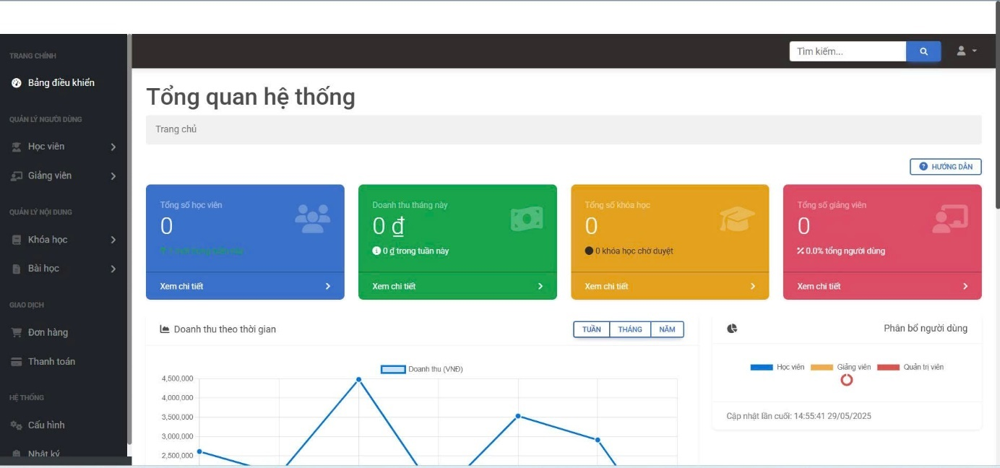 TRANG CHÍNH
Bảng điều khiển
QUẢN LÝ NGƯỜI DÙNG
Học viên
Giảng viên
QUẢN LÝ NỘI DUNG
Khóa học
Bài học
GIAO DỊCH
Đơn hàng
Thanh toán
HỆ THỐNG
Cấu hình
Nhật ký
Tìm kiếm...
Tổng quan hệ thống
Trang chủ
HƯỚNG DẪN
Tổng số học viên
0
Xem chi tiết
Doanh thu tháng này
0 ₫
0 ₫ trong tuần này
Xem chi tiết
Tổng số khóa học
0
0 khóa học chờ duyệt
Xem chi tiết
Tổng số giảng viên
0
0.0% tổng người dùng
Xem chi tiết
Doanh thu theo thời gian
TUẦN THÁNG NĂM
Doanh thu (VNĐ)
4,500,000
4,000,000
3,500,000
3,000,000
2,500,000
Phân bố người dùng
Học viên Giảng viên Quản trị viên
Cập nhật lần cuối: 14:55:41 29/05/2025